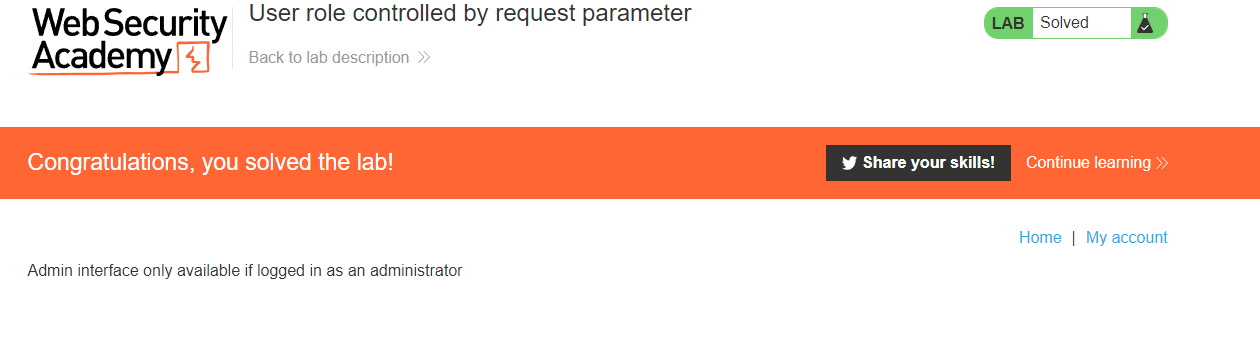 Web Security
Academy
User role controlled by request parameter
Back to lab description
LAB Solved
Congratulations, you solved the lab!
Share your skills!
Continue learning
Home | My account
Admin interface only available if logged in as an administrator